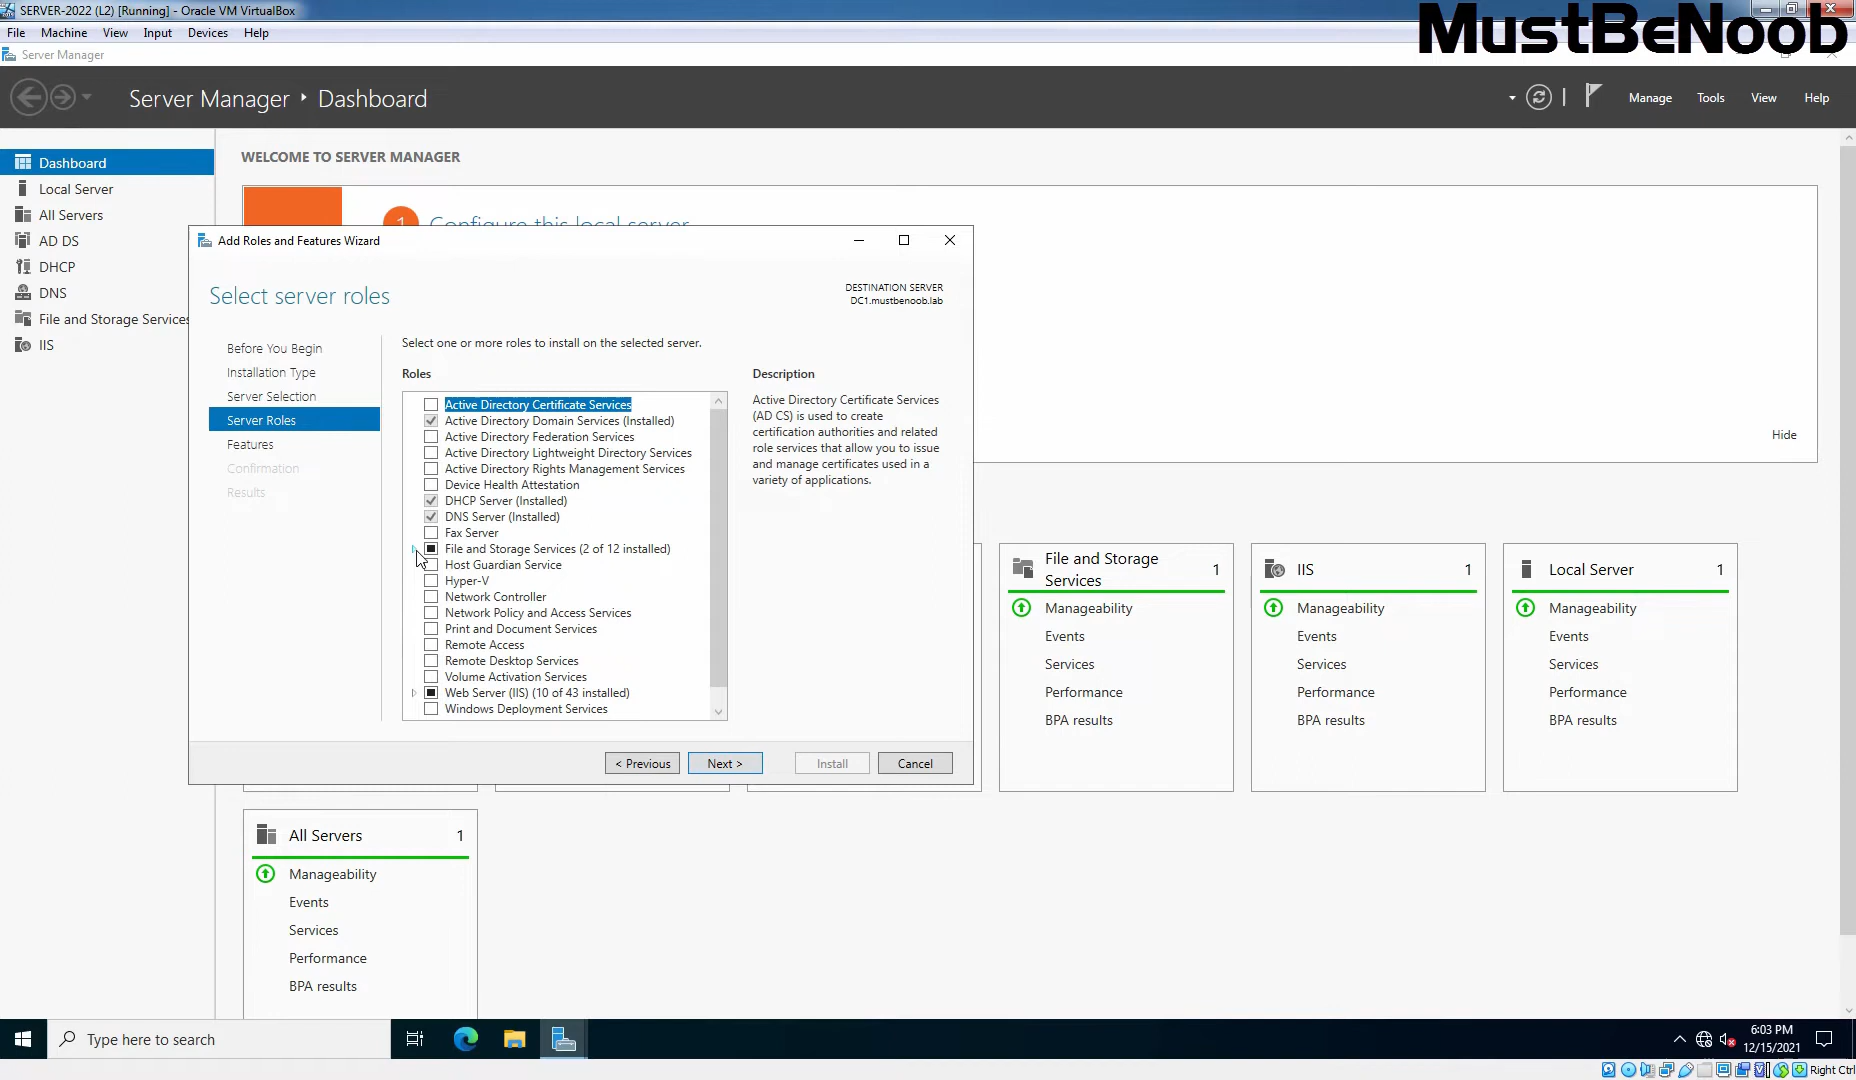 SERVER-2022 (L2) [Running] - Oracle VM VirtualBox
File Machine View Input Devices Help
MustBeNoob
Server Manager
Server Manager ‣ Dashboard
Manage Tools View Help
Dashboard
Local Server
All Servers
AD DS
DHCP
DNS
File and Storage Services
IIS
WELCOME TO SERVER MANAGER
1 Configure this local server
Hide
Add Roles and Features Wizard
Select server roles
DESTINATION SERVER
DC1.mustbenoob.lab
Before You Begin
Installation Type
Server Selection
Server Roles
Features
Confirmation
Results
Select one or more roles to install on the selected server.
Roles
Active Directory Certificate Services
Active Directory Domain Services (Installed)
Active Directory Federation Services
Active Directory Lightweight Directory Services
Active Directory Rights Management Services
Device Health Attestation
DHCP Server (Installed)
DNS Server (Installed)
Fax Server
File and Storage Services (2 of 12 installed)
Host Guardian Service
Hyper-V
Network Controller
Network Policy and Access Services
Print and Document Services
Remote Access
Remote Desktop Services
Volume Activation Services
Web Server (IIS) (10 of 43 installed)
Windows Deployment Services
Description
Active Directory Certificate Services
(AD CS) is used to create
certification authorities and related
role services that allow you to issue
and manage certificates used in a
variety of applications.
< Previous Next > Install Cancel
File and Storage
Services 1
Manageability
Events
Services
Performance
BPA results
IIS 1
Manageability
Events
Services
Performance
BPA results
Local Server 1
Manageability
Events
Services
Performance
BPA results
All Servers 1
Manageability
Events
Services
Performance
BPA results
Type here to search
6:03 PM
12/15/2021
Right Ctrl